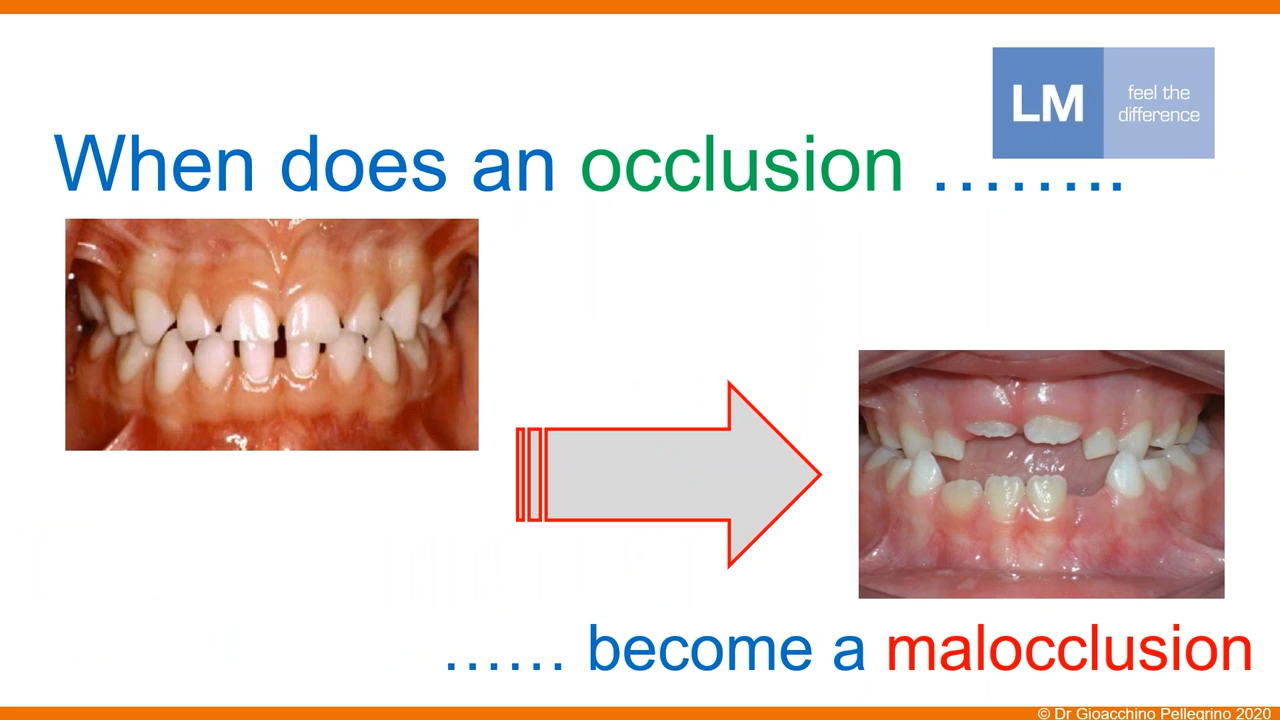 LM
feel the
difference
When does an occlusion ……..
…… become a malocclusion
© Dr Gioacchino Pellegrino 2020